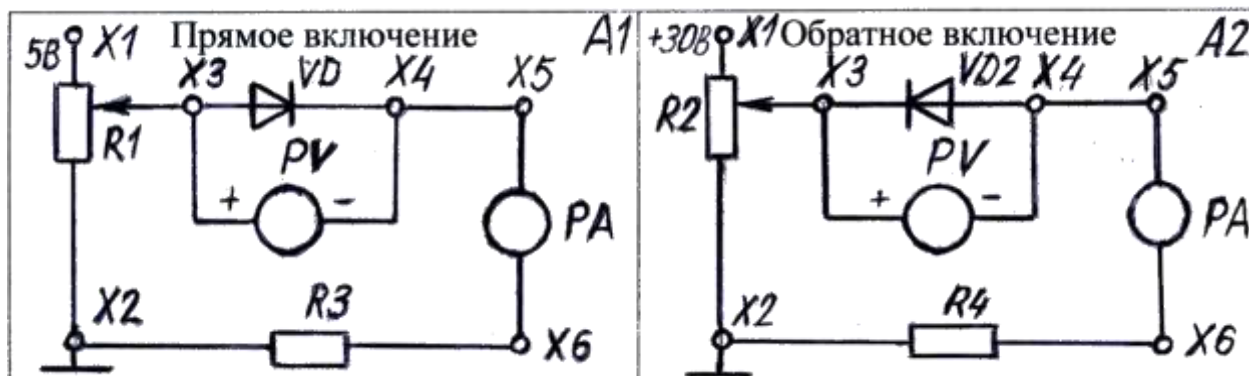 5В X1 Прямое включение A1
X3 VD X4 X5
R1
PV
+ - PA
X2 R3
X6
+30В X1 Обратное включение A2
X3 VD2 X4 X5
R2
PV
+ - PA
X2 R4
X6